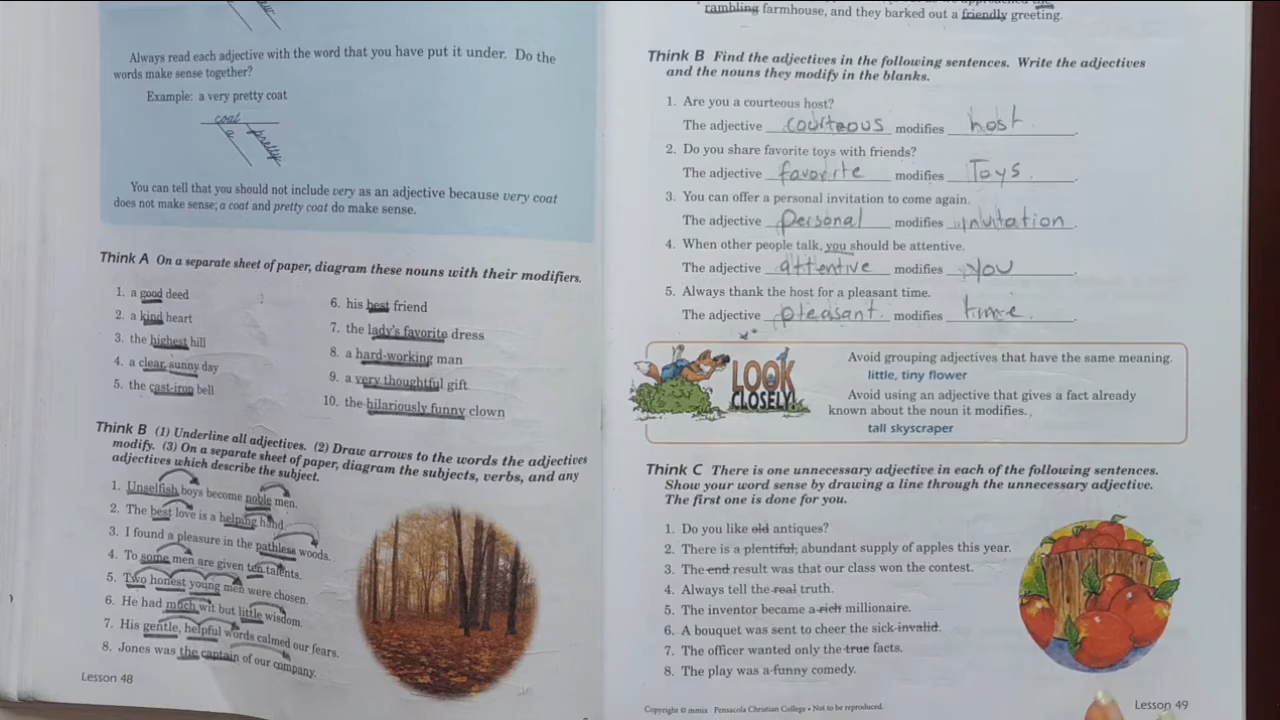 Always read each adjective with the word that you have put it under. Do the
words make sense together?
Example: a very pretty coat
coat
a
pretty
You can tell that you should not include very as an adjective because very coat
does not make sense; a coat and pretty coat do make sense.
Think A On a separate sheet of paper, diagram these nouns with their modifiers.
1. a good deed
2. a kind heart
3. the highest hill
4. a clear, sunny day
5. the cast-iron bell
6. his best friend
7. the lady's favorite dress
8. a hard-working man
9. a very thoughtful gift
10. the hilariously funny clown
Think B (1) Underline all adjectives. (2) Draw arrows to the words the adjectives
modify. (3) On a separate sheet of paper, diagram the subjects, verbs, and any
adjectives which describe the subject.
1. Unselfish boys become noble men.
2. The best love is a helping hand.
3. I found a pleasure in the pathless woods.
4. To some men are given ten talents.
5. Two honest young men were chosen.
6. He had much wit but little wisdom.
7. His gentle, helpful words calmed our fears.
8. Jones was the captain of our company.
Lesson 48
rambling farmhouse, and they barked out a friendly greeting.
Think B Find the adjectives in the following sentences. Write the adjectives
and the nouns they modify in the blanks.
1. Are you a courteous host?
The adjective courteous modifies host.
2. Do you share favorite toys with friends?
The adjective favorite modifies Toys.
3. You can offer a personal invitation to come again.
The adjective personal modifies invitation.
4. When other people talk, you should be attentive.
The adjective attentive modifies you.
5. Always thank the host for a pleasant time.
The adjective pleasant modifies time.
LOOK
CLOSELY!
Avoid grouping adjectives that have the same meaning.
little, tiny flower
Avoid using an adjective that gives a fact already
known about the noun it modifies.
tall skyscraper
Think C There is one unnecessary adjective in each of the following sentences.
Show your word sense by drawing a line through the unnecessary adjective.
The first one is done for you.
1. Do you like old antiques?
2. There is a plentiful, abundant supply of apples this year.
3. The end result was that our class won the contest.
4. Always tell the real truth.
5. The inventor became a rich millionaire.
6. A bouquet was sent to cheer the sick invalid.
7. The officer wanted only the true facts.
8. The play was a funny comedy.
Copyright © mmix • Pensacola Christian College • Not to be reproduced.
Lesson 49